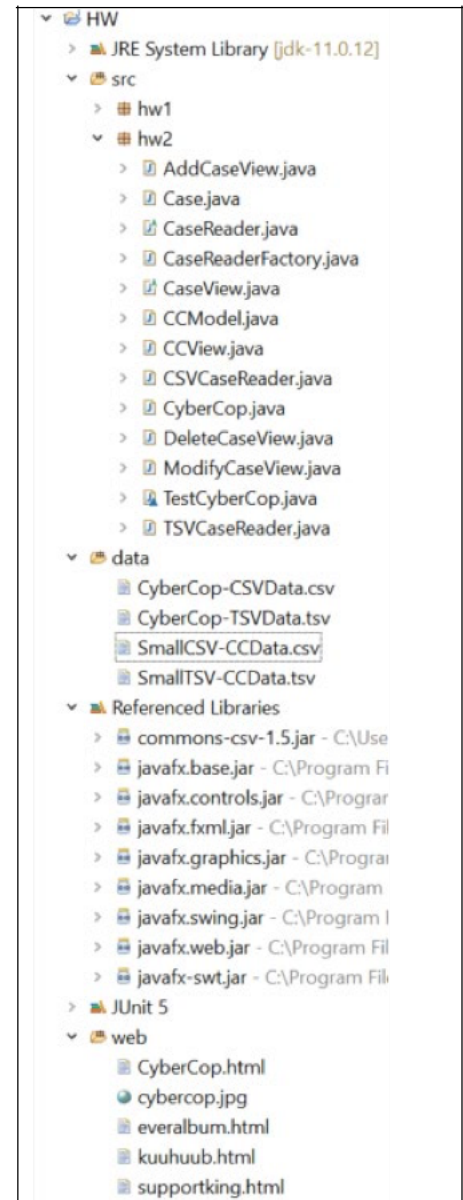 HW
JRE System Library [jdk-11.0.12]
src
hw1
hw2
AddCaseView.java
Case.java
CaseReader.java
CaseReaderFactory.java
CaseView.java
CCModel.java
CCView.java
CSVCaseReader.java
CyberCop.java
DeleteCaseView.java
ModifyCaseView.java
TestCyberCop.java
TSVCaseReader.java
data
CyberCop-CSVData.csv
CyberCop-TSVData.tsv
SmallCSV-CCData.csv
SmallTSV-CCData.tsv
Referenced Libraries
commons-csv-1.5.jar - C:\Use
javafx.base.jar - C:\Program Fi
javafx.controls.jar - C:\Prograr
javafx.fxml.jar - C:\Program Fil
javafx.graphics.jar - C:\Prograi
javafx.media.jar - C:\Program
javafx.swing.jar - C:\Program I
javafx.web.jar - C:\Program Fil
javafx-swt.jar - C:\Program File
JUnit 5
web
CyberCop.html
cybercop.jpg
everalbum.html
kuuhuub.html
supportking.html